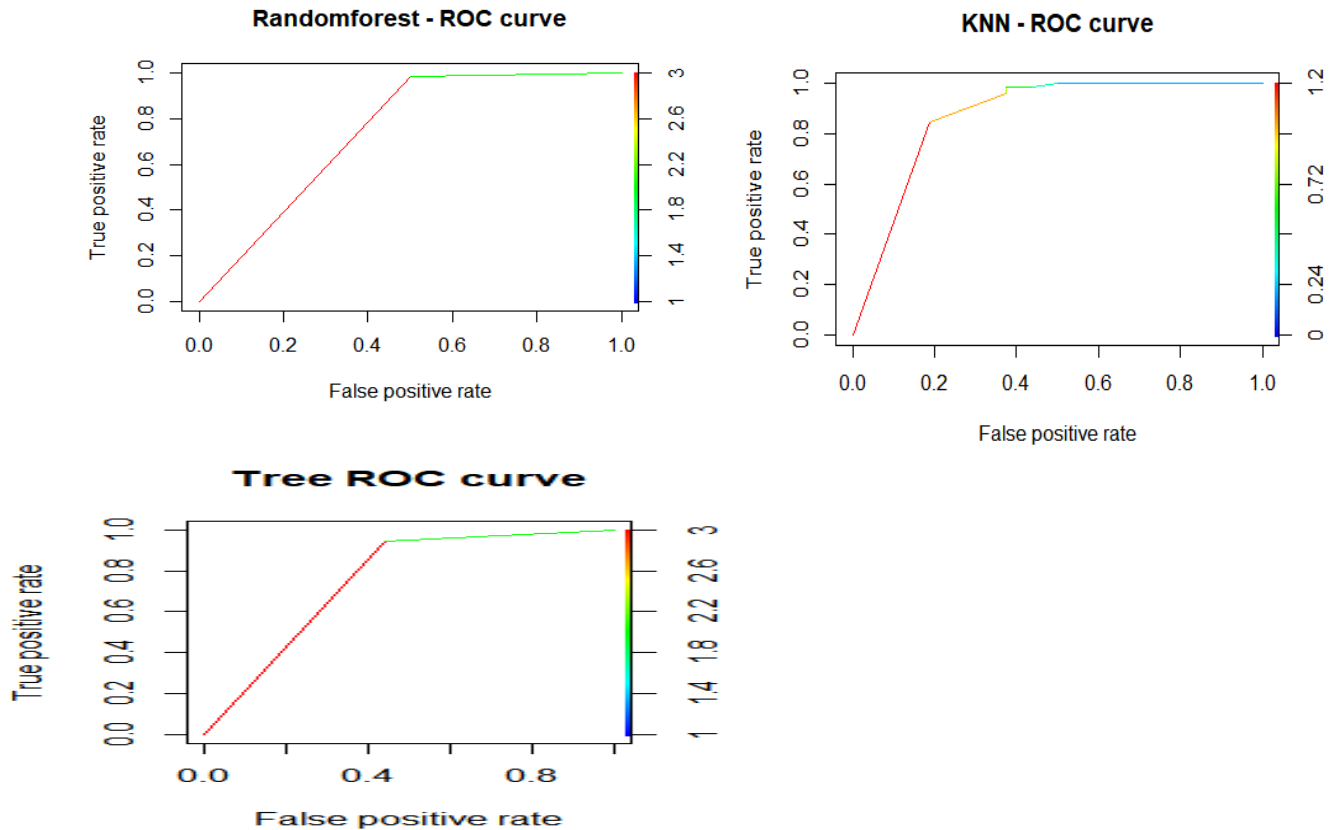 Randomforest - ROC curve
True positive rate
0.0 0.2 0.4 0.6 0.8 1.0
1 1.4 1.8 2.2 2.6 3
0.0 0.2 0.4 0.6 0.8 1.0
False positive rate
KNN - ROC curve
True positive rate
0.0 0.2 0.4 0.6 0.8 1.0
0 0.24 0.72 1.2
0.0 0.2 0.4 0.6 0.8 1.0
False positive rate
Tree ROC curve
True positive rate
0.0 0.2 0.4 0.6 0.8 1.0
1 1.4 1.8 2.2 2.6 3
0.0 0.4 0.8
False positive rate